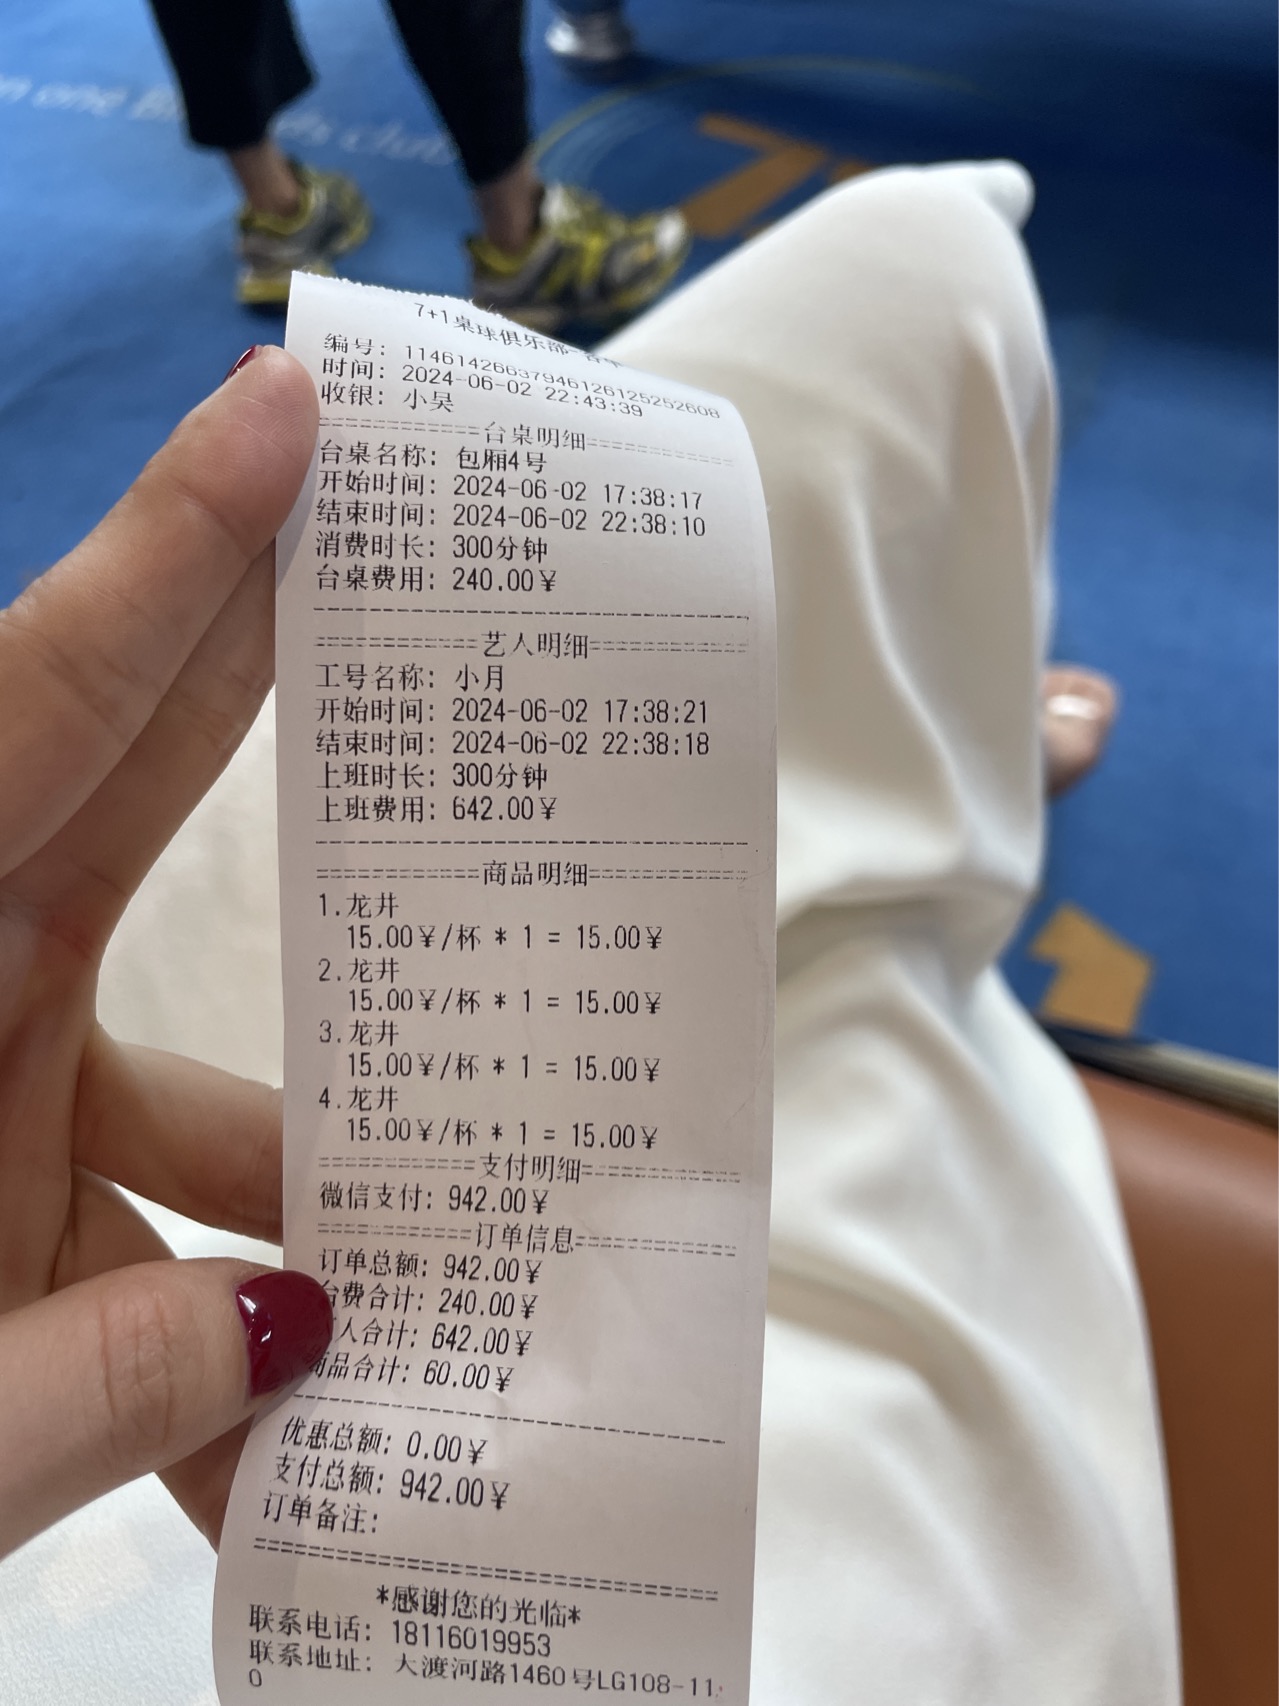 on one Billiards club
7+1桌球俱乐部-客单
编号: 11461426637946126125252608
时间: 2024-06-02 22:43:39
收银: 小吴
============台桌明细============
台桌名称: 包厢4号
开始时间: 2024-06-02 17:38:17
结束时间: 2024-06-02 22:38:10
消费时长: 300分钟
台桌费用: 240.00¥
============艺人明细============
工号名称: 小月
开始时间: 2024-06-02 17:38:21
结束时间: 2024-06-02 22:38:18
上班时长: 300分钟
上班费用: 642.00¥
============商品明细============
1.龙井
15.00¥/杯 * 1 = 15.00¥
2.龙井
15.00¥/杯 * 1 = 15.00¥
3.龙井
15.00¥/杯 * 1 = 15.00¥
4.龙井
15.00¥/杯 * 1 = 15.00¥
============支付明细============
微信支付: 942.00¥
============订单信息============
订单总额: 942.00¥
台费合计: 240.00¥
人合计: 642.00¥
商品合计: 60.00¥
优惠总额: 0.00¥
支付总额: 942.00¥
订单备注:
*感谢您的光临*
联系电话: 18116019953
联系地址: 大渡河路1460号LG108-11
0